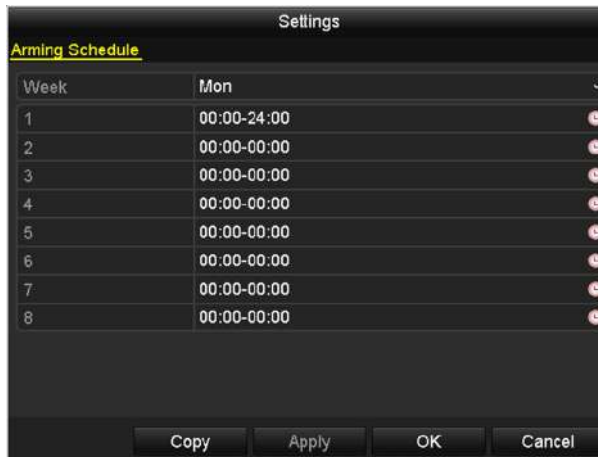 Settings
Arming Schedule
Week Mon
1 00:00-24:00
2 00:00-00:00
3 00:00-00:00
4 00:00-00:00
5 00:00-00:00
6 00:00-00:00
7 00:00-00:00
8 00:00-00:00
Copy Apply OK Cancel